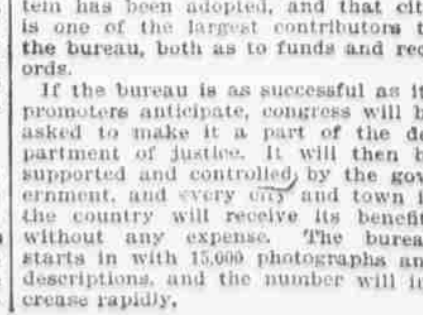 tem has been adopted, and that cit
is one of the largest contributors t
the bureau, both as to funds and rec
ords.
If the bureau is as successful as it
promoters anticipate, congress will b
asked to make it a part of the de
partment of justice. It will then b
supported and controlled, by the gov
ernment, and every city and town i
the country will receive its benefit
without any expense. The burea
starts in with 15,000 photographs an
descriptions, and the number will in
crease rapidly.